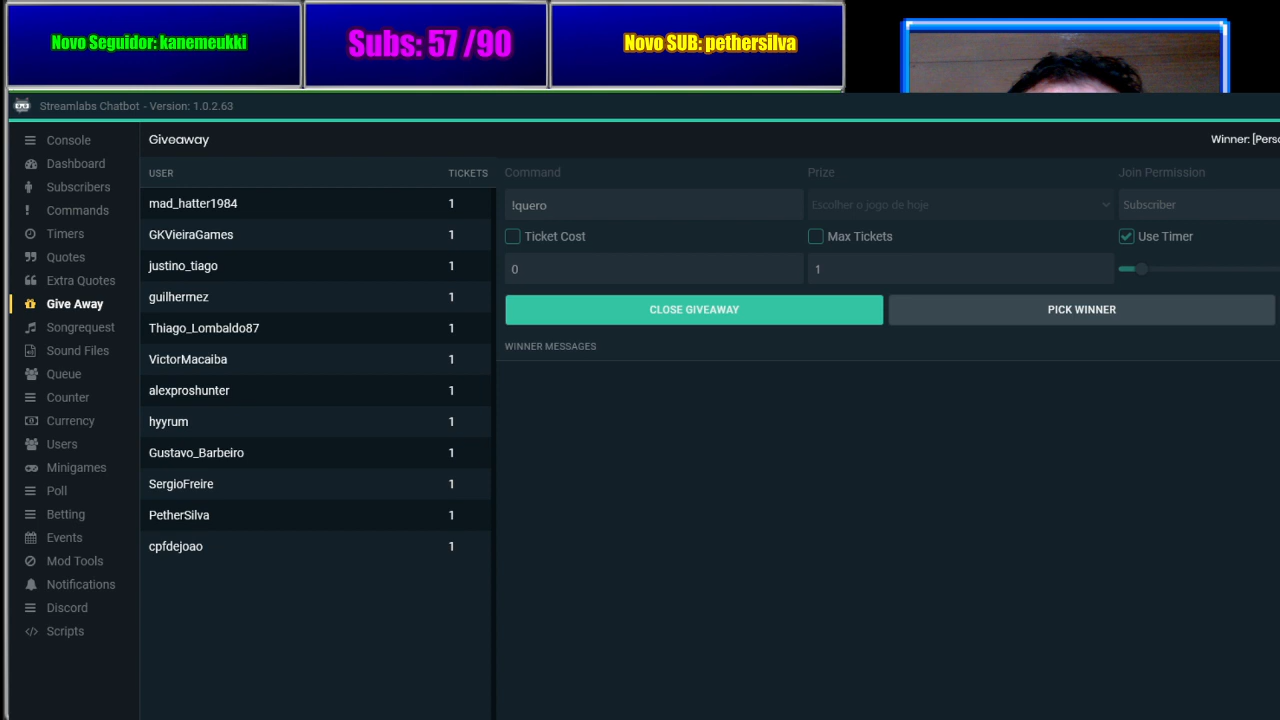 Novo Seguidor: kanemeukki
Subs: 57 /90
Novo SUB: pethersilva
Streamlabs Chatbot - Version: 1.0.2.63
Console
Dashboard
Subscribers
Commands
Timers
Quotes
Extra Quotes
Give Away
Songrequest
Sound Files
Queue
Counter
Currency
Users
Minigames
Poll
Betting
Events
Mod Tools
Notifications
Discord
Scripts
Giveaway
Winner: [Perso
USER TICKETS
mad_hatter1984 1
GKVieiraGames 1
justino_tiago 1
guilhermez 1
Thiago_Lombaldo87 1
VictorMacaiba 1
alexproshunter 1
hyyrum 1
Gustavo_Barbeiro 1
SergioFreire 1
PetherSilva 1
cpfdejoao 1
Command Prize Join Permission
!quero Escolher o jogo de hoje Subscriber
Ticket Cost Max Tickets Use Timer
0 1
CLOSE GIVEAWAY PICK WINNER
WINNER MESSAGES